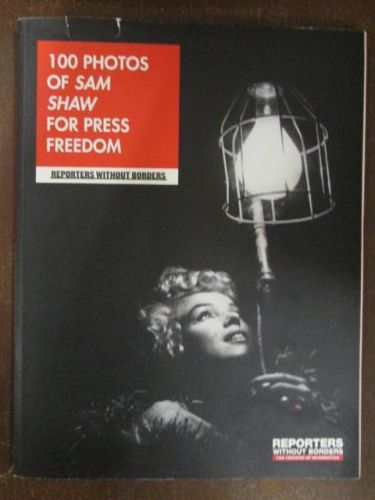 100 PHOTOS
OF SAM
SHAW
FOR PRESS
FREEDOM
REPORTERS WITHOUT BORDERS
REPORTERS
WITHOUT BORDERS
FOR FREEDOM OF INFORMATION